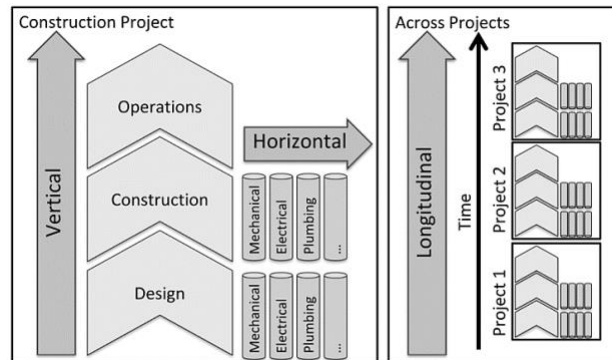 Construction Project
Vertical
Operations
Construction
Design
Horizontal
Mechanical
Electrical
Plumbing
...
Mechanical
Electrical
Plumbing
...
Across Projects
Longitudinal
Time
Project 3
Project 2
Project 1